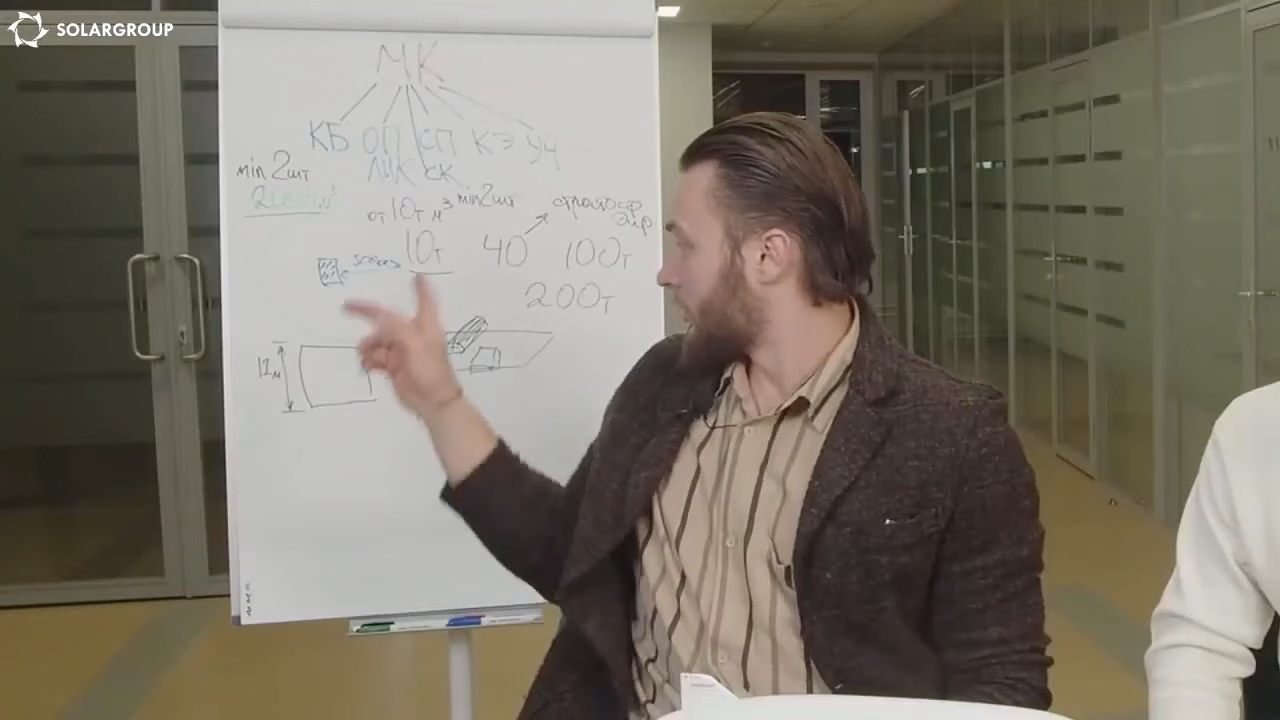 SOLARGROUP
МК
КБ ОП СП КЭ УЧ
ЛИК СК
min 2шт
от 10т м³ min 2шт
10т 40 100т
200т
12м